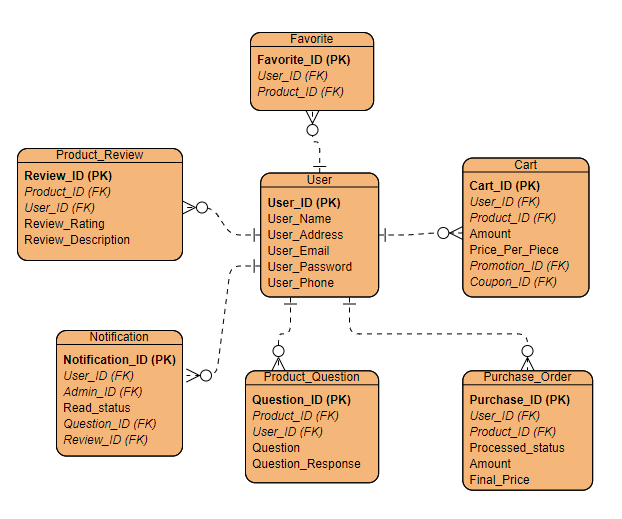 Favorite
Favorite_ID (PK)
User_ID (FK)
Product_ID (FK)
Product_Review
Review_ID (PK)
Product_ID (FK)
User_ID (FK)
Review_Rating
Review_Description
User
User_ID (PK)
User_Name
User_Address
User_Email
User_Password
User_Phone
Cart
Cart_ID (PK)
User_ID (FK)
Product_ID (FK)
Amount
Price_Per_Piece
Promotion_ID (FK)
Coupon_ID (FK)
Notification
Notification_ID (PK)
User_ID (FK)
Admin_ID (FK)
Read_status
Question_ID (FK)
Review_ID (FK)
Product_Question
Question_ID (PK)
Product_ID (FK)
User_ID (FK)
Question
Question_Response
Purchase_Order
Purchase_ID (PK)
User_ID (FK)
Product_ID (FK)
Processed_status
Amount
Final_Price